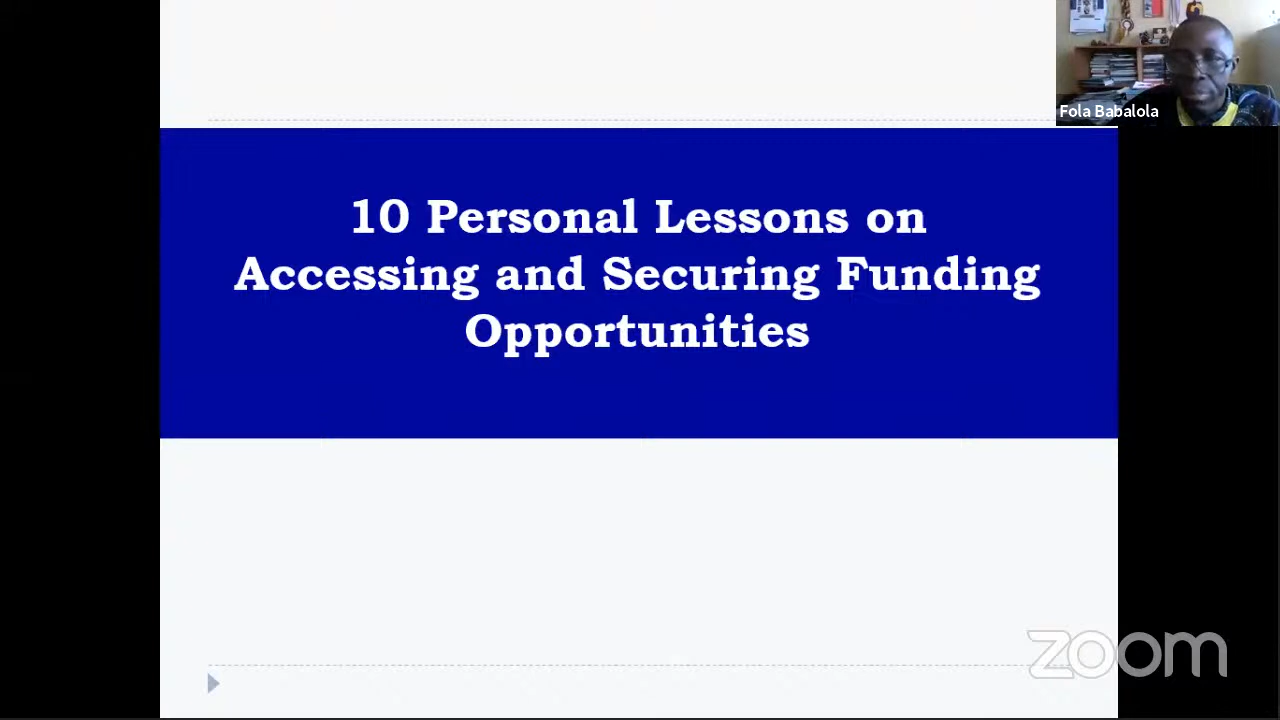 Fola Babalola
10 Personal Lessons on
Accessing and Securing Funding
Opportunities
zoom